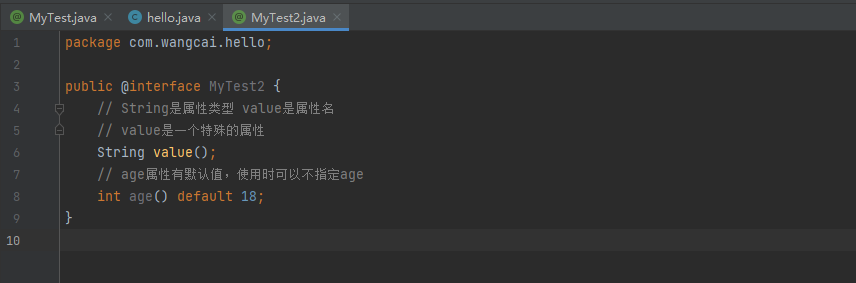 MyTest.java hello.java MyTest2.java
1 package com.wangcai.hello;
2
3 public @interface MyTest2 {
4 // String是属性类型 value是属性名
5 // value是一个特殊的属性
6 String value();
7 // age属性有默认值，使用时可以不指定age
8 int age() default 18;
9 }
10